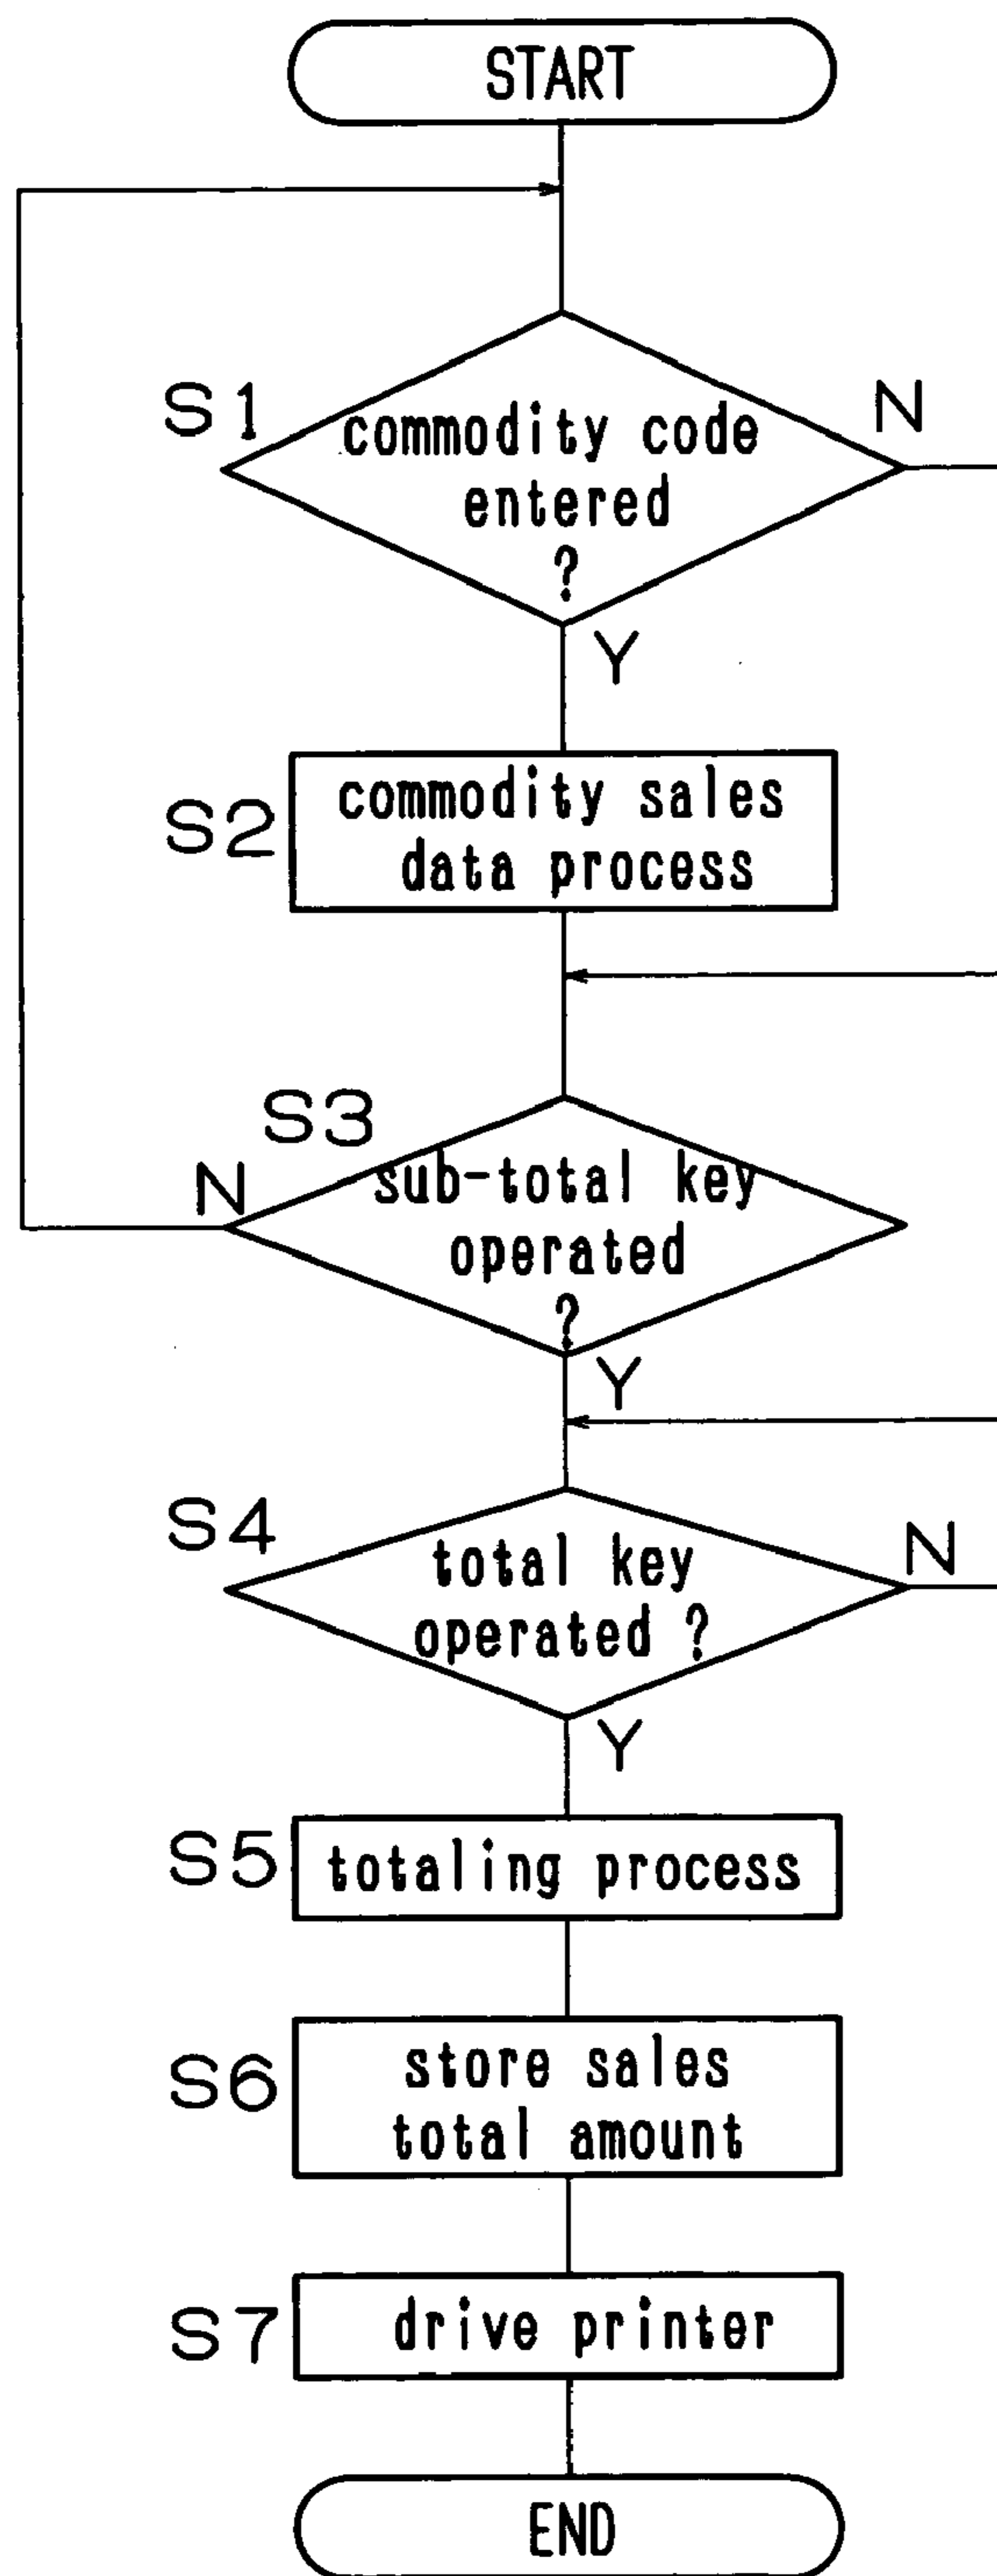 START
S1
commodity code
entered
?
N
Y
S2
commodity sales
data process
S3
N
sub-total key
operated
?
Y
S4
total key
operated ?
N
Y
S5
totaling process
S6
store sales
total amount
S7
drive printer
END